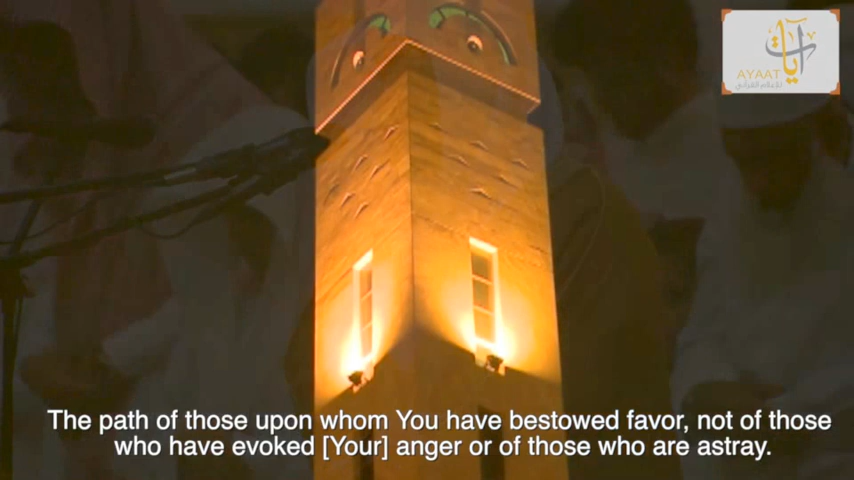 آيات
AYAAT
The path of those upon whom You have bestowed favor, not of those
who have evoked [Your] anger or of those who are astray.